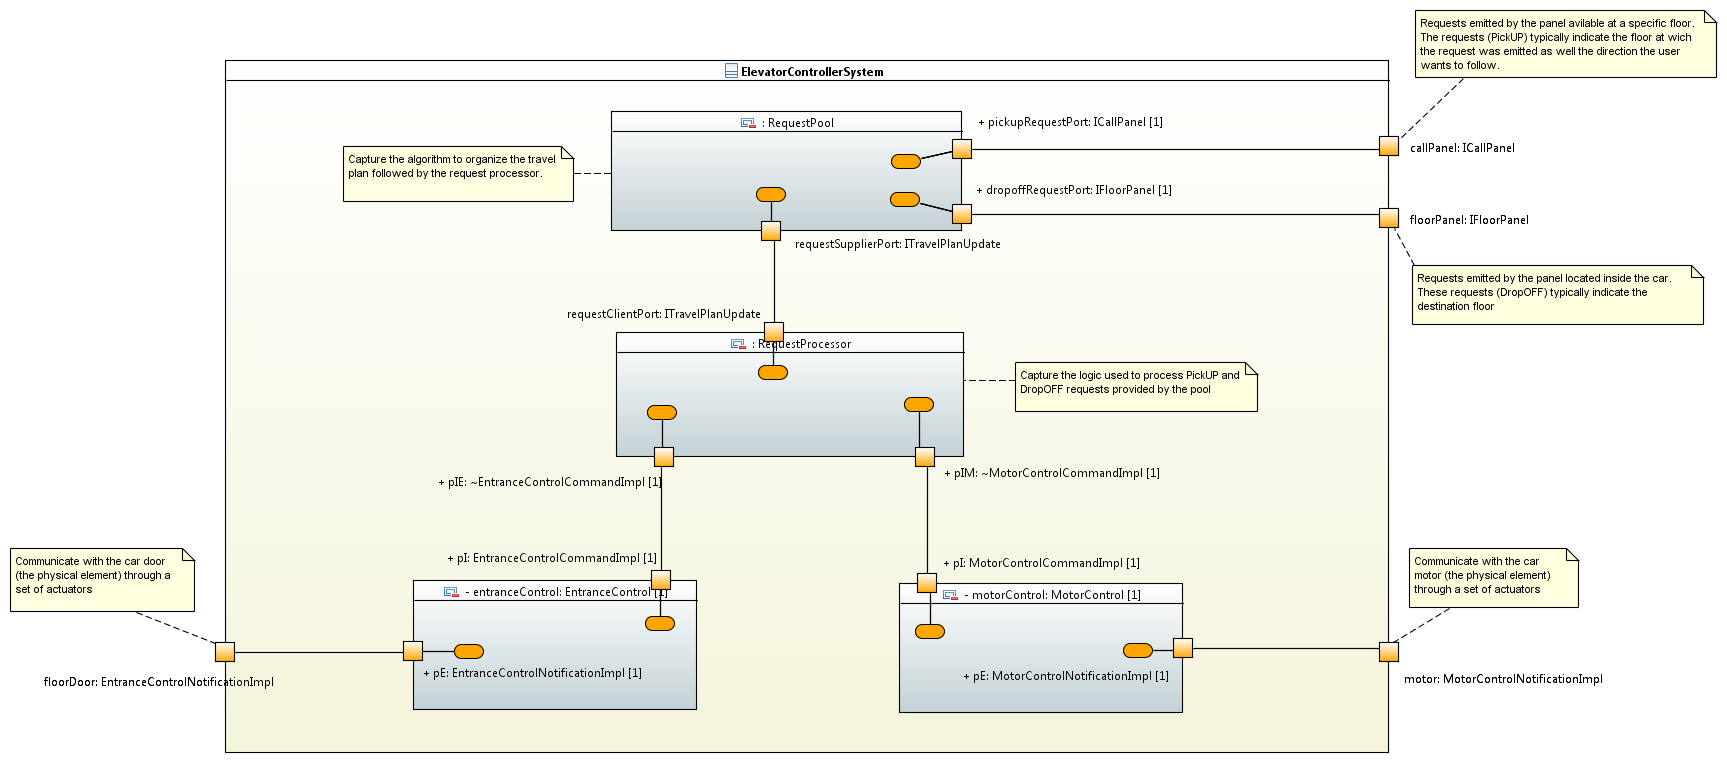 Requests emitted by the panel avilable at a specific floor.
The requests (PickUP) typically indicate the floor at wich
the request was emitted as well the direction the user
wants to follow.
ElevatorControllerSystem
: RequestPool
+ pickupRequestPort: ICallPanel [1]
callPanel: ICallPanel
Capture the algorithm to organize the travel
plan followed by the request processor.
+ dropoffRequestPort: IFloorPanel [1]
floorPanel: IFloorPanel
requestSupplierPort: ITravelPlanUpdate
Requests emitted by the panel located inside the car.
These requests (DropOFF) typically indicate the
destination floor
requestClientPort: ITravelPlanUpdate
: RequestProcessor
Capture the logic used to process PickUP and
DropOFF requests provided by the pool
+ pIE: ~EntranceControlCommandImpl [1]
+ pIM: ~MotorControlCommandImpl [1]
+ pI: EntranceControlCommandImpl [1]
+ pI: MotorControlCommandImpl [1]
Communicate with the car door
(the physical element) through a
set of actuators
Communicate with the car
motor (the physical element)
through a set of actuators
- entranceControl: EntranceControl [1]
- motorControl: MotorControl [1]
+ pE: EntranceControlNotificationImpl [1]
+ pE: MotorControlNotificationImpl [1]
floorDoor: EntranceControlNotificationImpl
motor: MotorControlNotificationImpl